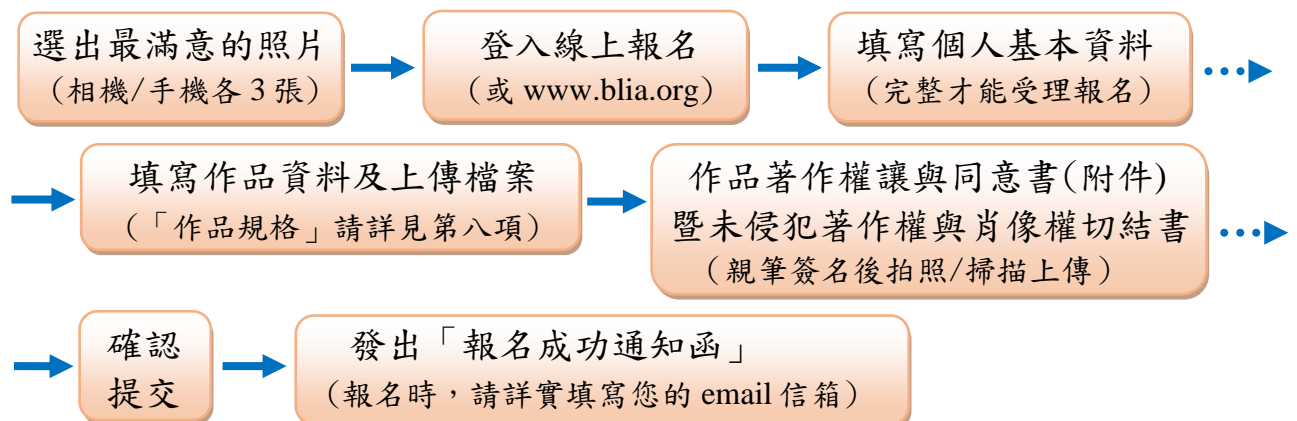 選出最滿意的照片
(相機/手機各3張)
登入線上報名
(或 www.blia.org)
填寫個人基本資料
(完整才能受理報名)
填寫作品資料及上傳檔案
(「作品規格」請詳見第八項)
作品著作權讓與同意書(附件)
暨未侵犯著作權與肖像權切結書
(親筆簽名後拍照/掃描上傳)
確認
提交
發出「報名成功通知函」
(報名時，請詳實填寫您的 email 信箱)